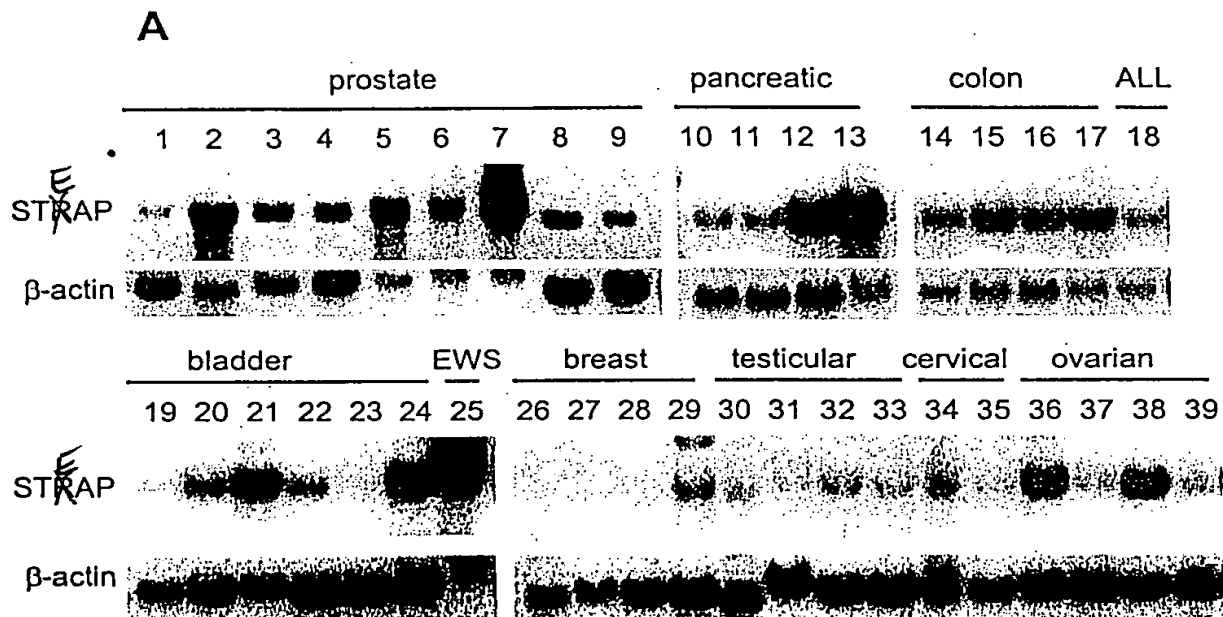 A
prostate pancreatic colon ALL
1 2 3 4 5 6 7 8 9 10 11 12 13 14 15 16 17 18
STEAP
β-actin
bladder EWS breast testicular cervical ovarian
19 20 21 22 23 24 25 26 27 28 29 30 31 32 33 34 35 36 37 38 39
STEAP
β-actin